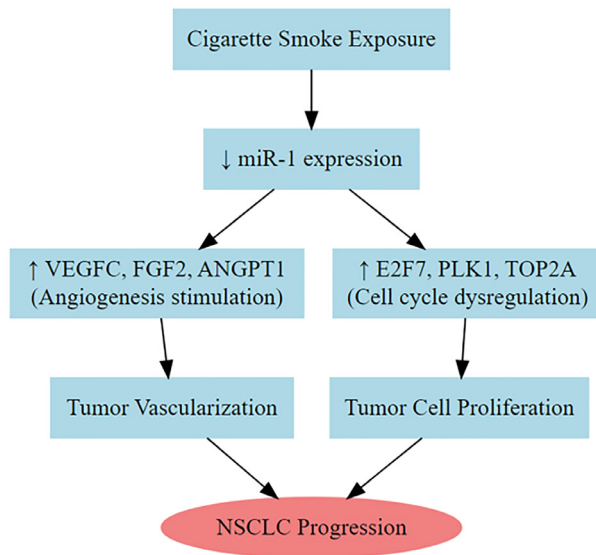 Cigarette Smoke Exposure
↓ miR-1 expression
↑ VEGFC, FGF2, ANGPT1
(Angiogenesis stimulation)
↑ E2F7, PLK1, TOP2A
(Cell cycle dysregulation)
Tumor Vascularization
Tumor Cell Proliferation
NSCLC Progression